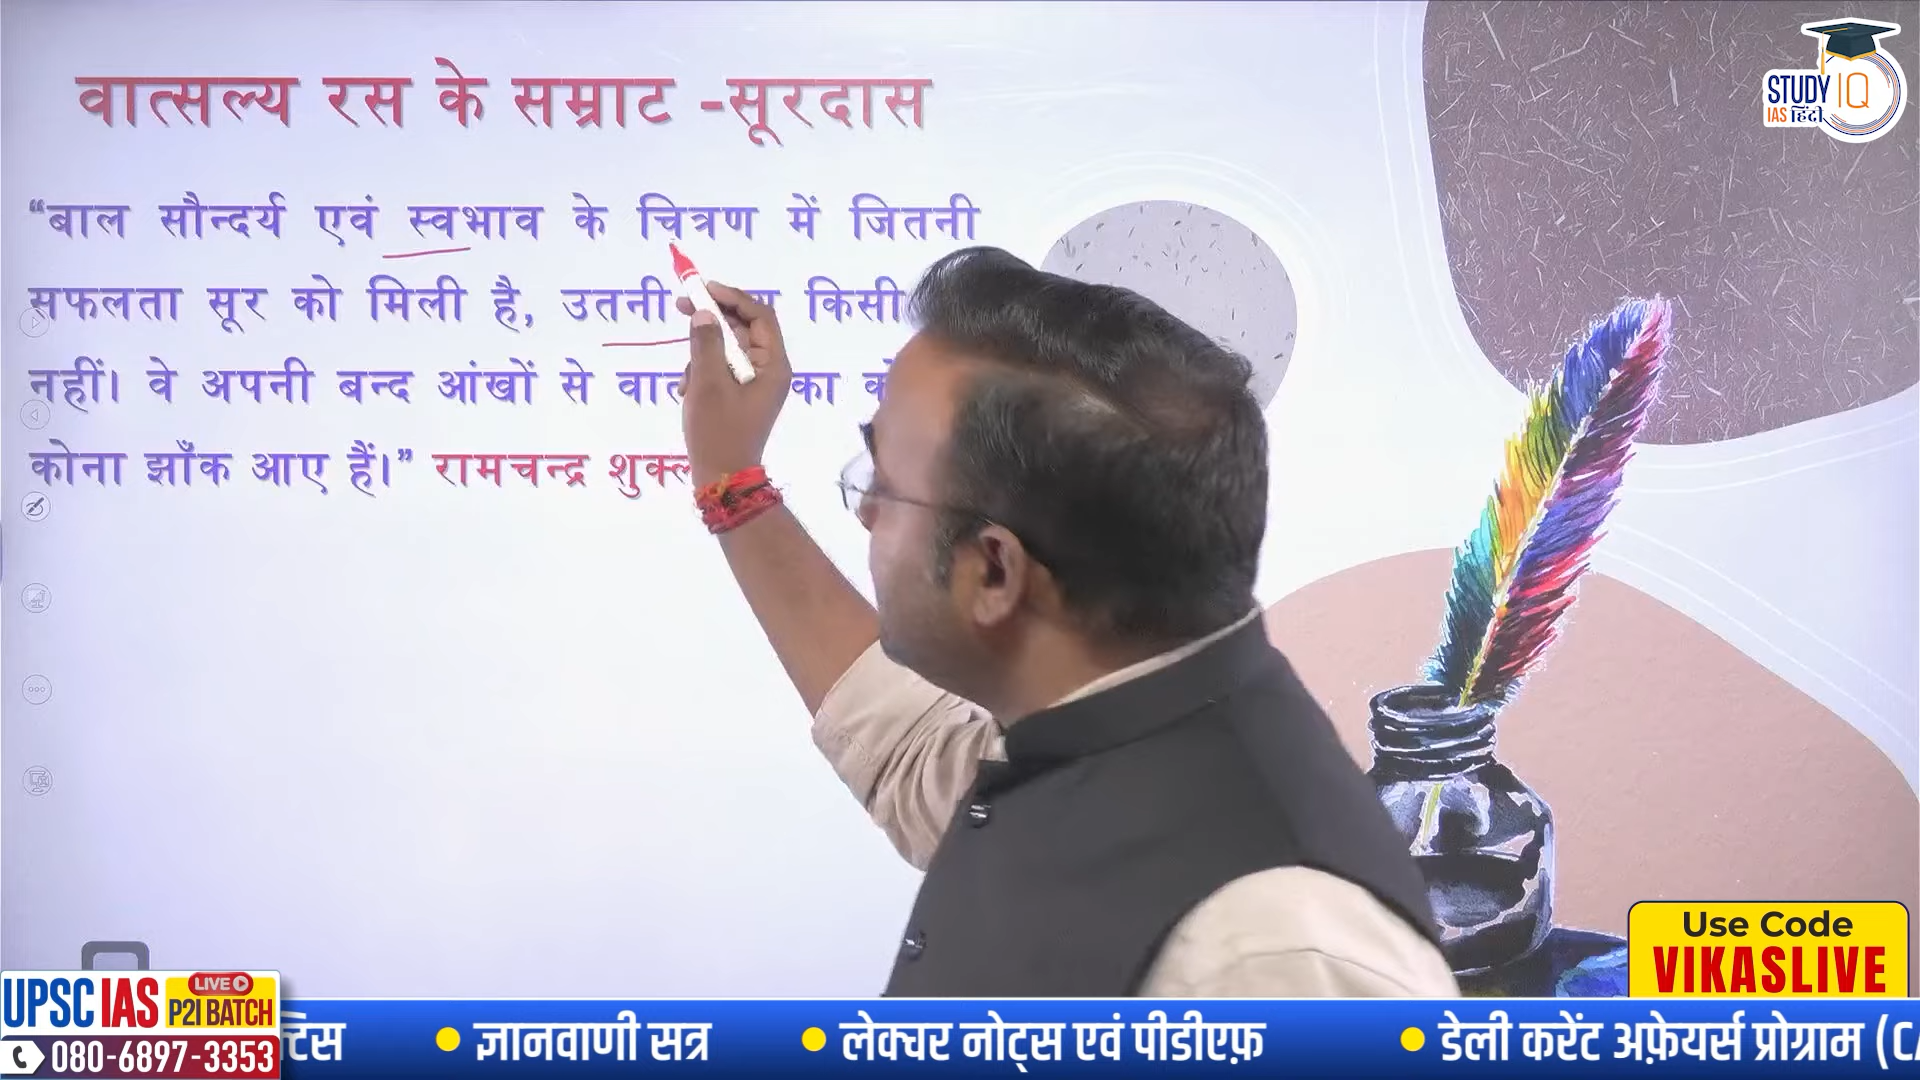 वात्सल्य रस के सम्राट -सूरदास
“बाल सौन्दर्य एवं स्वभाव के चित्रण में जितनी
सफलता सूर को मिली है, उतनी किसी
नहीं। वे अपनी बन्द आंखों से का
कोना झाँक आए हैं।” रामचन्द्र
STUDY IQ
IAS हिंदी
Use Code
VIKASLIVE
UPSC IAS LIVE P2I BATCH
080-6897-3353
ज्ञानवाणी सत्र लेक्चर नोट्स एवं पीडीएफ़ डेली करेंट अफ़ेयर्स प्रोग्राम